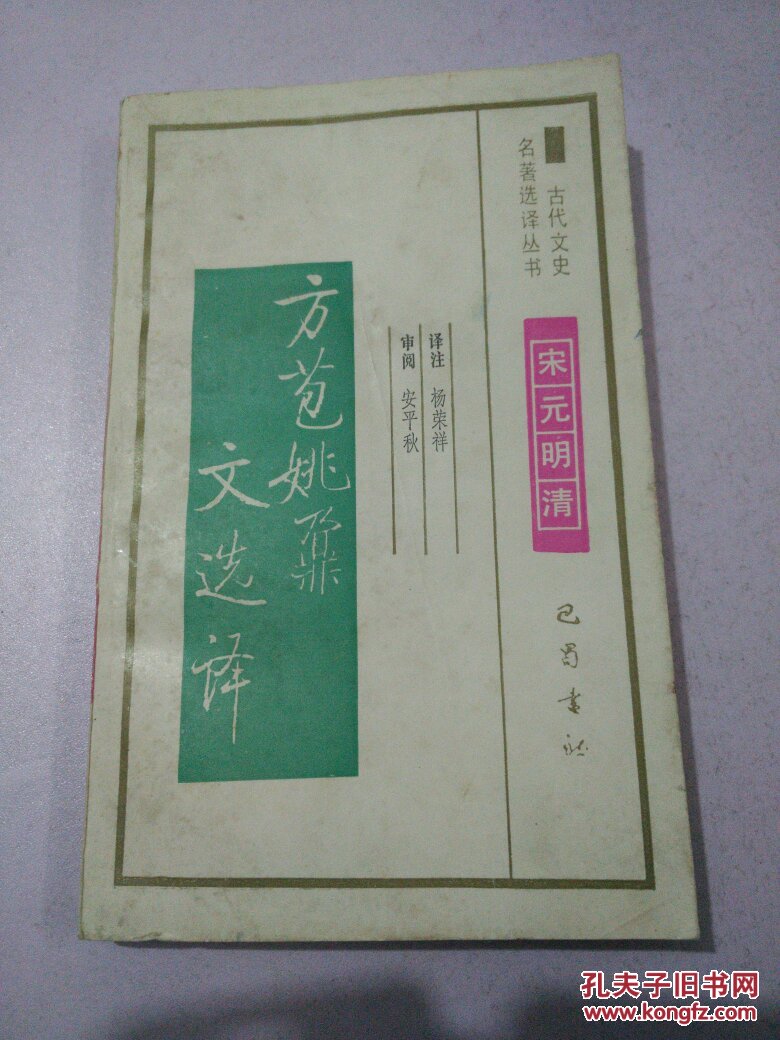 古代文史
名著选译丛书
宋元明清
巴蜀书社
译注 杨荣祥
审阅 安平秋
方苞姚鼐
文选译
孔夫子旧书网
www.kongfz.com